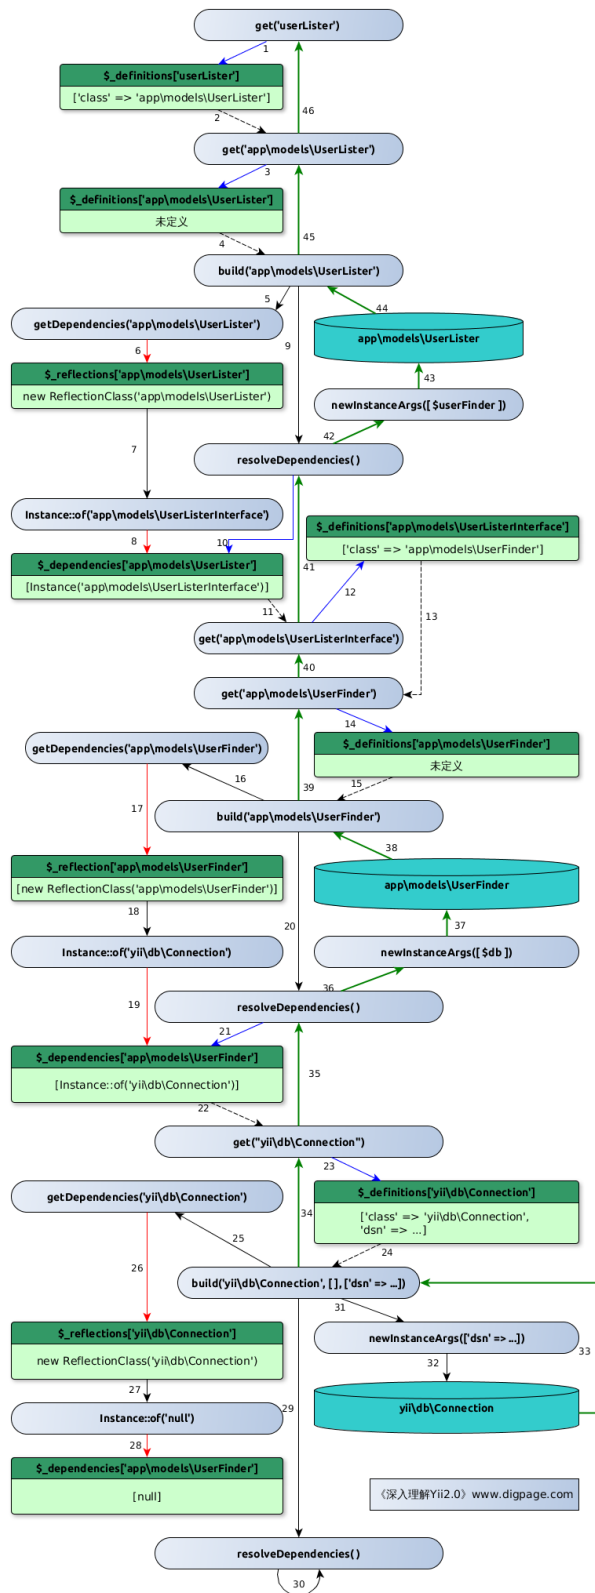 get('userLister')
1
$_definitions['userLister']
['class' => 'app\models\UserLister']
46
2
get('app\models\UserLister')
3
$_definitions['app\models\UserLister']
未定义
45
4
build('app\models\UserLister')
5
44
getDependencies('app\models\UserLister')
9
app\models\UserLister
6
$_reflections['app\models\UserLister']
new ReflectionClass('app\models\UserLister')
43
newInstanceArgs([ $userFinder ])
42
7
resolveDependencies( )
Instance::of('app\models\UserListerInterface')
$_definitions['app\models\UserListerInterface']
['class' => 'app\models\UserFinder']
8
10
$_dependencies['app\models\UserLister']
[Instance('app\models\UserListerInterface')]
41
12
11
13
get('app\models\UserListerInterface')
40
get('app\models\UserFinder')
14
getDependencies('app\models\UserFinder')
$_definitions['app\models\UserFinder']
未定义
16
15
39
17
build('app\models\UserFinder')
38
$_reflection['app\models\UserFinder']
[new ReflectionClass('app\models\UserFinder')]
app\models\UserFinder
18
20
37
Instance::of('yii\db\Connection')
newInstanceArgs([ $db ])
36
19
resolveDependencies( )
21
$_dependencies['app\models\UserFinder']
[Instance::of('yii\db\Connection')]
35
22
get("yii\db\Connection")
23
getDependencies('yii\db\Connection')
$_definitions['yii\db\Connection']
['class' => 'yii\db\Connection',
'dsn' => ...]
34
25
24
26
build('yii\db\Connection', [ ], ['dsn' => ...])
31
$_reflections['yii\db\Connection']
new ReflectionClass('yii\db\Connection')
newInstanceArgs(['dsn' => ...])
33
32
27
29
Instance::of('null')
yii\db\Connection
28
$_dependencies['app\models\UserFinder']
[null]
《深入理解Yii2.0》www.digpage.com
resolveDependencies( )
30